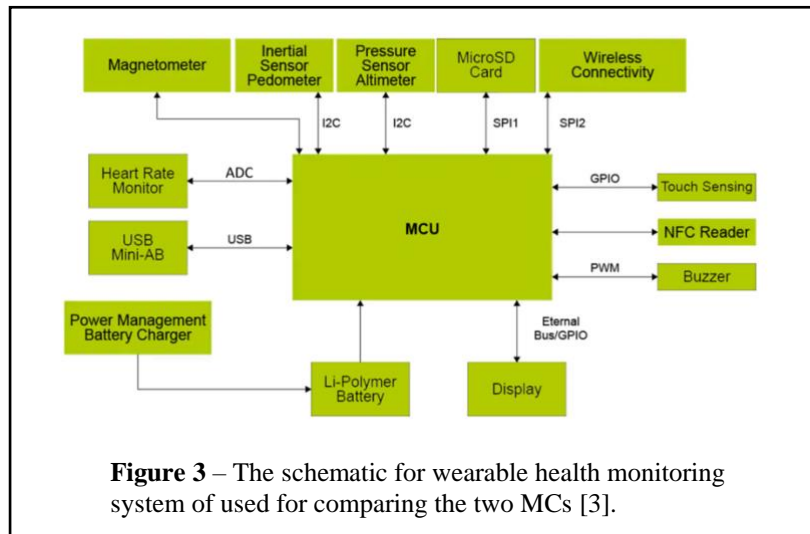 Magnetometer
Inertial
Sensor
Pedometer
Pressure
Sensor
Altimeter
MicroSD
Card
Wireless
Connectivity
I2C
I2C
SPI1
SPI2
Heart Rate
Monitor
ADC
USB
Mini-AB
USB
MCU
GPIO
Touch Sensing
NFC Reader
PWM
Buzzer
Power Management
Battery Charger
Li-Polymer
Battery
Eternal
Bus/GPIO
Display
Figure 3 – The schematic for wearable health monitoring
system of used for comparing the two MCs [3].